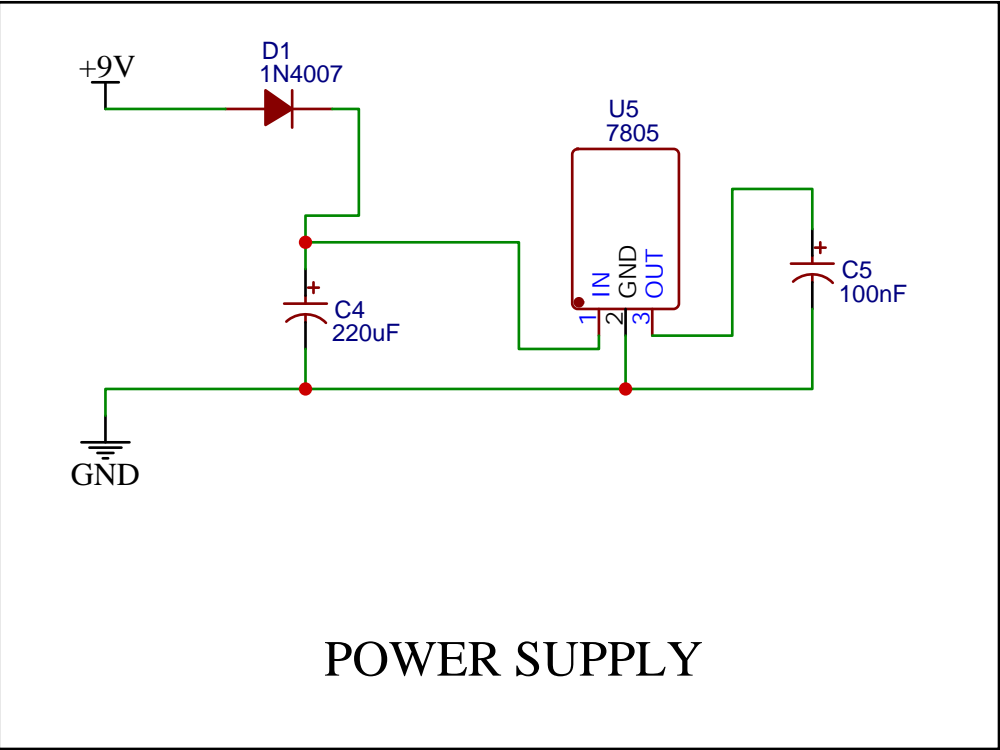 +9V
D1
1N4007
U5
7805
IN
GND
OUT
1
2
3
+
C4
220uF
+
C5
100nF
GND
POWER SUPPLY